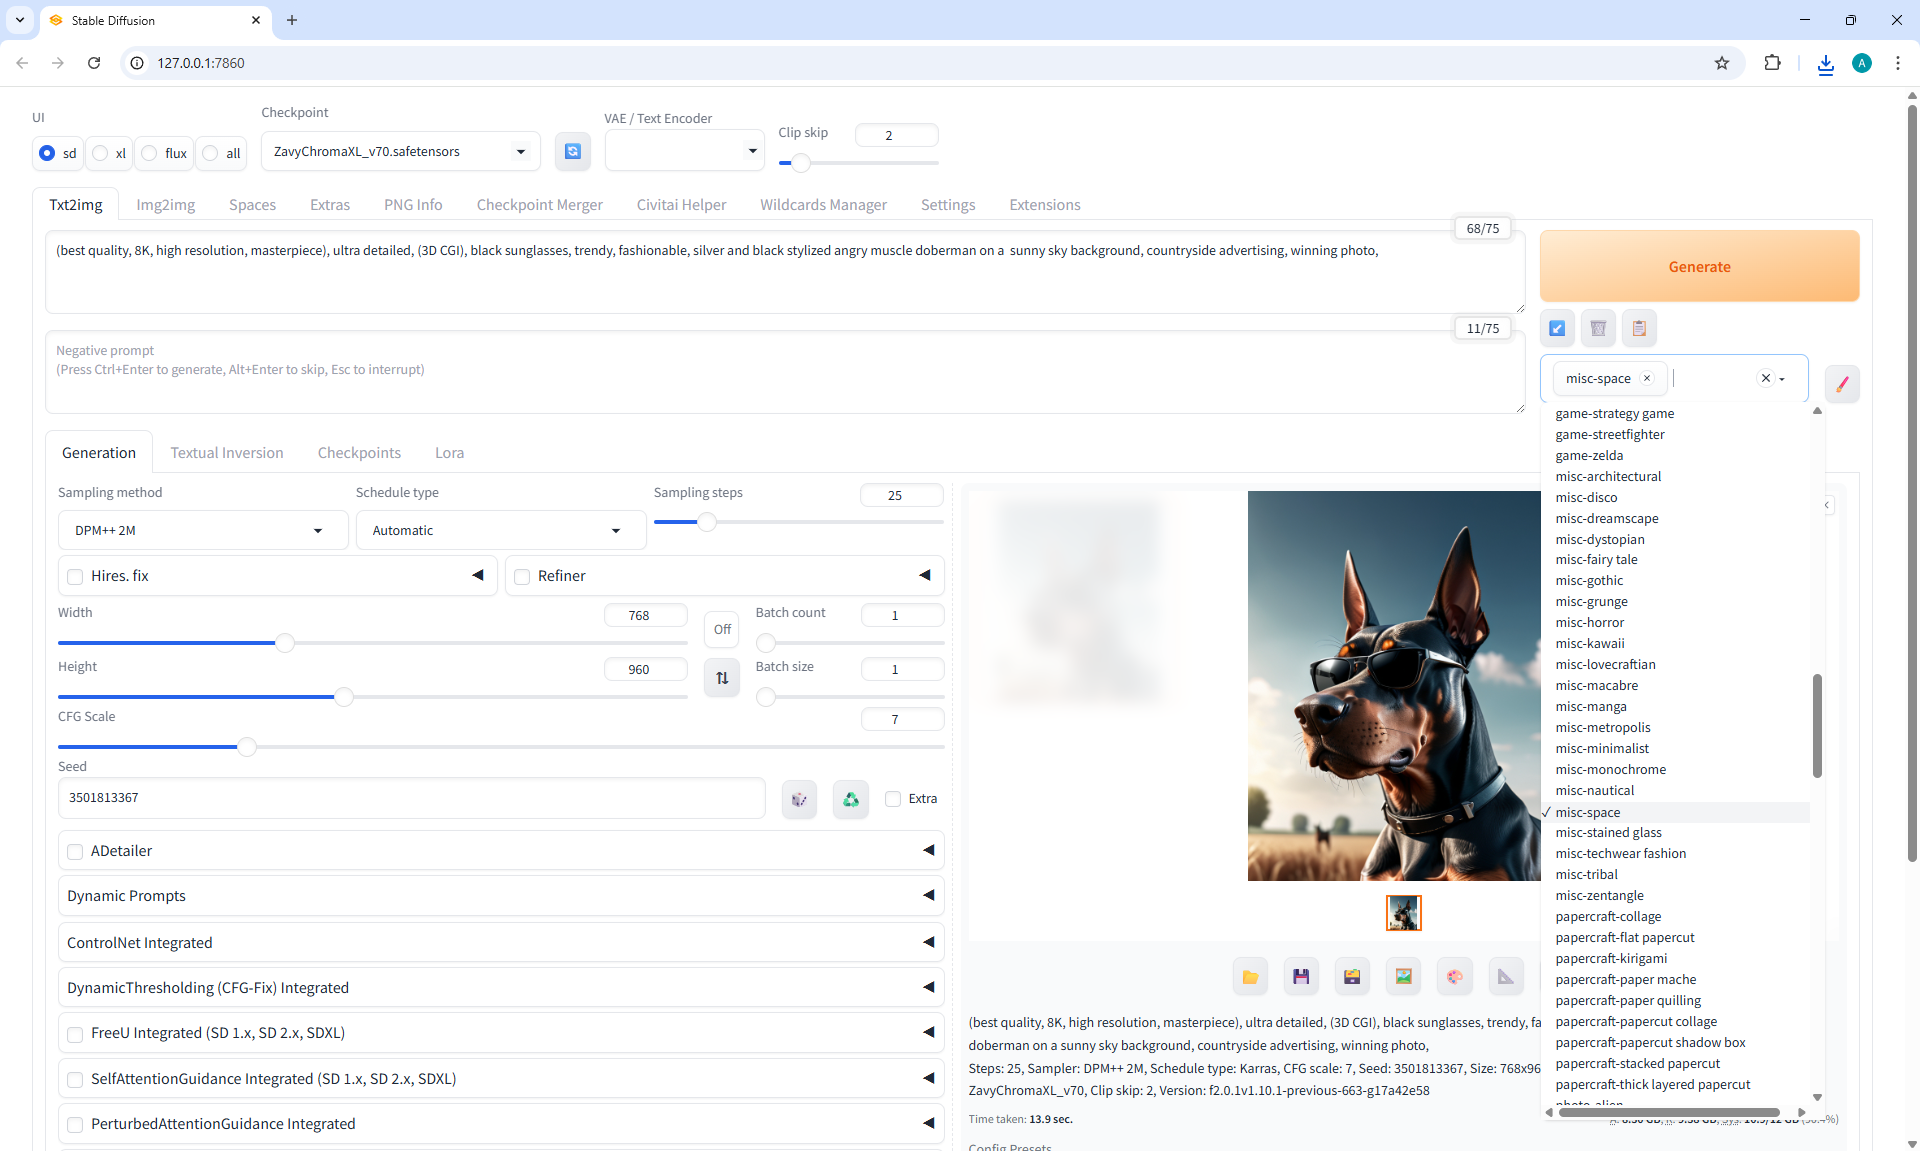 Stable Diffusion
127.0.0.1:7860
A
UI
sd xl flux all
Checkpoint
ZavyChromaXL_v70.safetensors
VAE / Text Encoder
Clip skip
2
Txt2img Img2img Spaces Extras PNG Info Checkpoint Merger Civitai Helper Wildcards Manager Settings Extensions
68/75
(best quality, 8K, high resolution, masterpiece), ultra detailed, (3D CGI), black sunglasses, trendy, fashionable, silver and black stylized angry muscle doberman on a sunny sky background, countryside advertising, winning photo,
Generate
11/75
Negative prompt
(Press Ctrl+Enter to generate, Alt+Enter to skip, Esc to interrupt)
misc-space
game-strategy game
game-streetfighter
game-zelda
misc-architectural
misc-disco
misc-dreamscape
misc-dystopian
misc-fairy tale
misc-gothic
misc-grunge
misc-horror
misc-kawaii
misc-lovecraftian
misc-macabre
misc-manga
misc-metropolis
misc-minimalist
misc-monochrome
misc-nautical
✓ misc-space
misc-stained glass
misc-techwear fashion
misc-tribal
misc-zentangle
papercraft-collage
papercraft-flat papercut
papercraft-kirigami
papercraft-paper mache
papercraft-paper quilling
papercraft-papercut collage
papercraft-papercut shadow box
papercraft-stacked papercut
papercraft-thick layered papercut
Generation Textual Inversion Checkpoints Lora
Sampling method
DPM++ 2M
Schedule type
Automatic
Sampling steps
25
Hires. fix
Refiner
Width
768
Off
Batch count
1
Height
960
Batch size
1
CFG Scale
7
Seed
3501813367
Extra
ADetailer
Dynamic Prompts
ControlNet Integrated
DynamicThresholding (CFG-Fix) Integrated
FreeU Integrated (SD 1.x, SD 2.x, SDXL)
SelfAttentionGuidance Integrated (SD 1.x, SD 2.x, SDXL)
PerturbedAttentionGuidance Integrated
(best quality, 8K, high resolution, masterpiece), ultra detailed, (3D CGI), black sunglasses, trendy, fa
doberman on a sunny sky background, countryside advertising, winning photo,
Steps: 25, Sampler: DPM++ 2M, Schedule type: Karras, CFG scale: 7, Seed: 3501813367, Size: 768x96
ZavyChromaXL_v70, Clip skip: 2, Version: f2.0.1v1.10.1-previous-663-g17a42e58
Time taken: 13.9 sec.
Config Presets